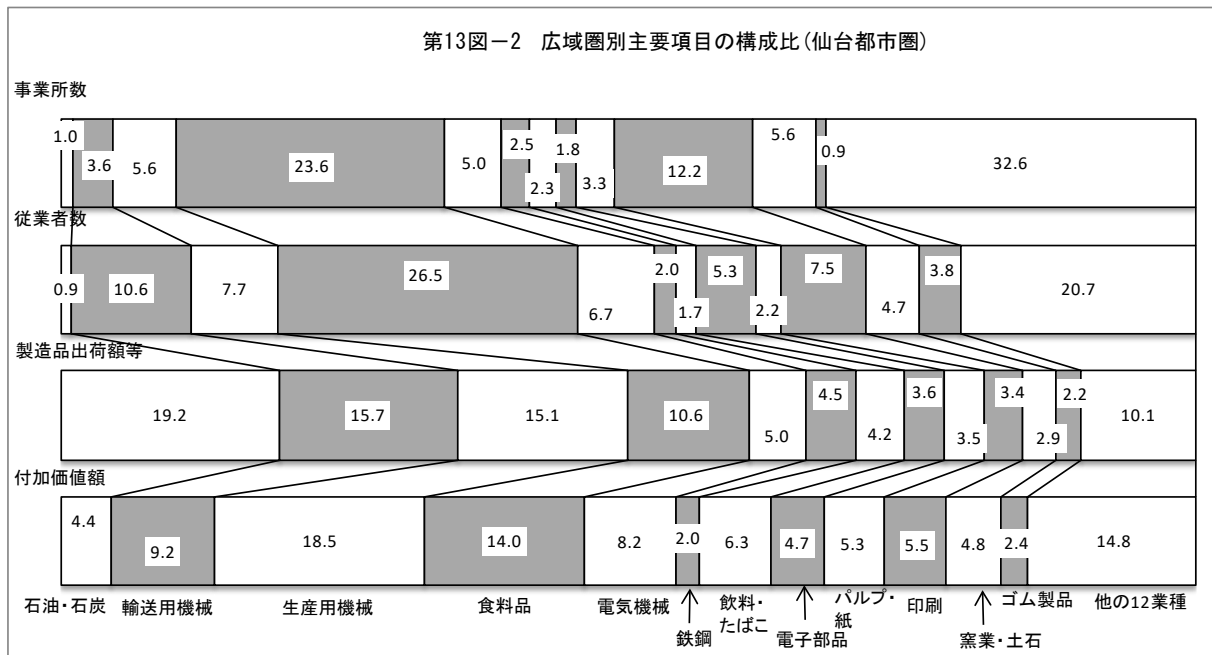 第13図－2 広域圏別主要項目の構成比(仙台都市圏)
事業所数
1.0 3.6 5.6 23.6 5.0 2.5 2.3 1.8 3.3 12.2 5.6 0.9 32.6
従業者数
0.9 10.6 7.7 26.5 6.7 2.0 1.7 5.3 2.2 7.5 4.7 3.8 20.7
製造品出荷額等
19.2 15.7 15.1 10.6 5.0 4.5 4.2 3.6 3.5 3.4 2.9 2.2 10.1
付加価値額
4.4 9.2 18.5 14.0 8.2 2.0 6.3 4.7 5.3 5.5 4.8 2.4 14.8
石油・石炭
輸送用機械
生産用機械
食料品
電気機械
鉄鋼
飲料・
たばこ
電子部品
パルプ・
紙
印刷
窯業・土石
ゴム製品
他の12業種